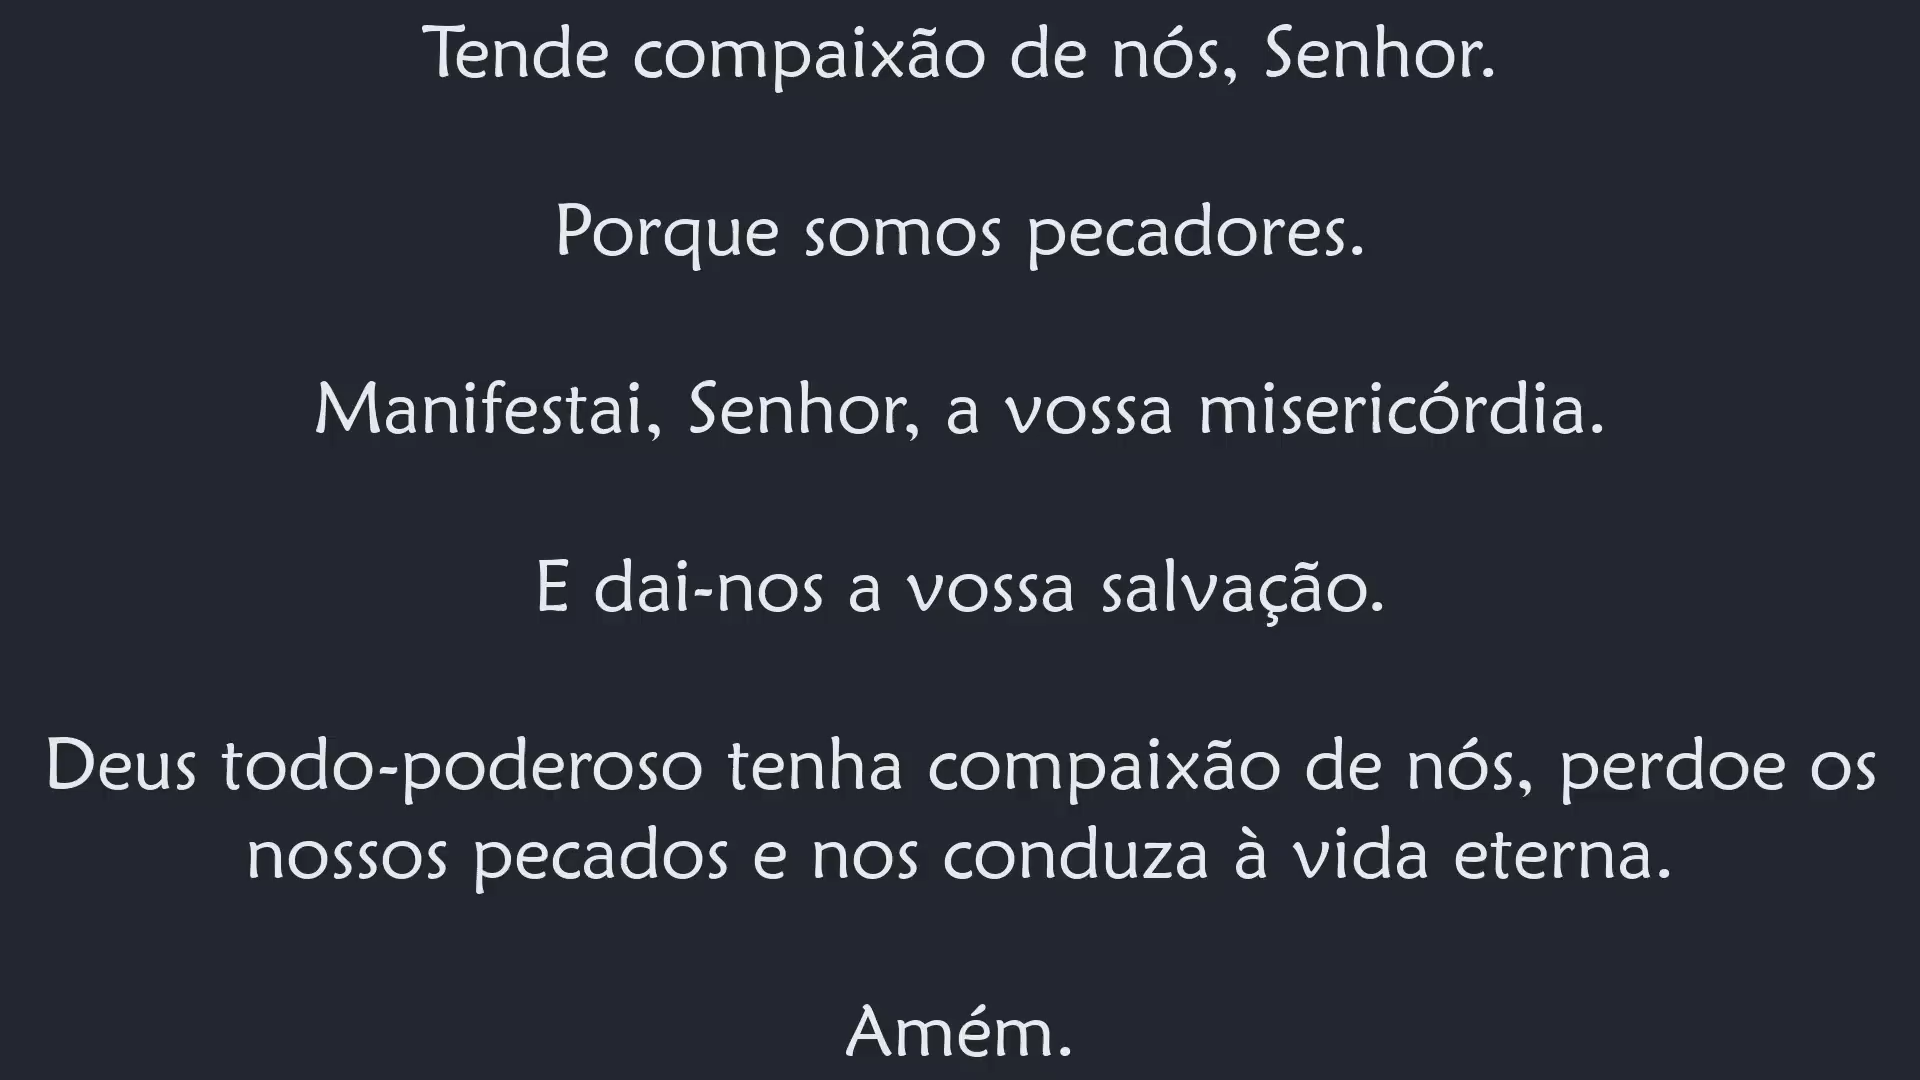 Tende compaixão de nós, Senhor.
Porque somos pecadores.
Manifestai, Senhor, a vossa misericórdia.
E dai-nos a vossa salvação.
Deus todo-poderoso tenha compaixão de nós, perdoe os
nossos pecados e nos conduza à vida eterna.
Amém.